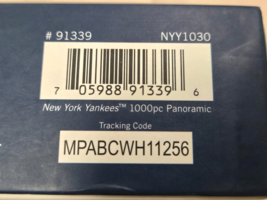 # 91339 NYY1030
7 05988 91339 6
New York Yankees™ 1000pc Panoramic
Tracking Code
MPABCWH11256